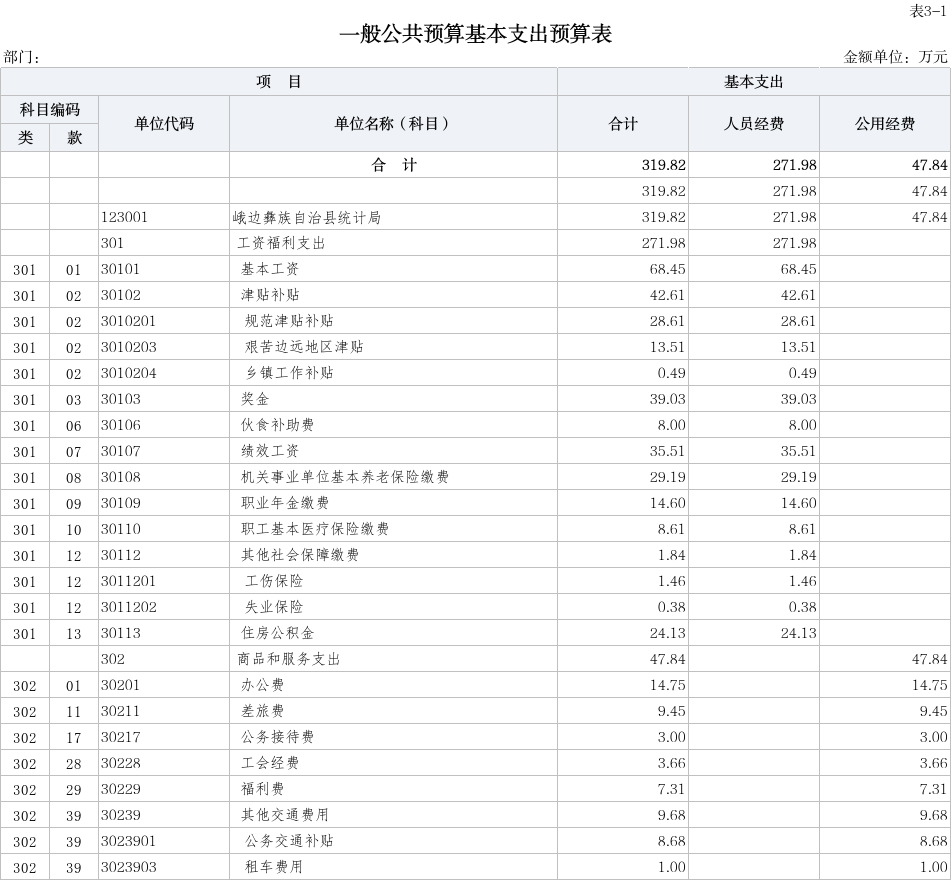 表3-1
一般公共预算基本支出预算表
部门： 金额单位：万元
项 目 基本支出
科目编码 单位代码 单位名称（科目） 合计 人员经费 公用经费
类 款
合 计 319.82 271.98 47.84
319.82 271.98 47.84
123001 峨边彝族自治县统计局 319.82 271.98 47.84
301 工资福利支出 271.98 271.98
301 01 30101 基本工资 68.45 68.45
301 02 30102 津贴补贴 42.61 42.61
301 02 3010201 规范津贴补贴 28.61 28.61
301 02 3010203 艰苦边远地区津贴 13.51 13.51
301 02 3010204 乡镇工作补贴 0.49 0.49
301 03 30103 奖金 39.03 39.03
301 06 30106 伙食补助费 8.00 8.00
301 07 30107 绩效工资 35.51 35.51
301 08 30108 机关事业单位基本养老保险缴费 29.19 29.19
301 09 30109 职业年金缴费 14.60 14.60
301 10 30110 职工基本医疗保险缴费 8.61 8.61
301 12 30112 其他社会保障缴费 1.84 1.84
301 12 3011201 工伤保险 1.46 1.46
301 12 3011202 失业保险 0.38 0.38
301 13 30113 住房公积金 24.13 24.13
302 商品和服务支出 47.84 47.84
302 01 30201 办公费 14.75 14.75
302 11 30211 差旅费 9.45 9.45
302 17 30217 公务接待费 3.00 3.00
302 28 30228 工会经费 3.66 3.66
302 29 30229 福利费 7.31 7.31
302 39 30239 其他交通费用 9.68 9.68
302 39 3023901 公务交通补贴 8.68 8.68
302 39 3023903 租车费用 1.00 1.00